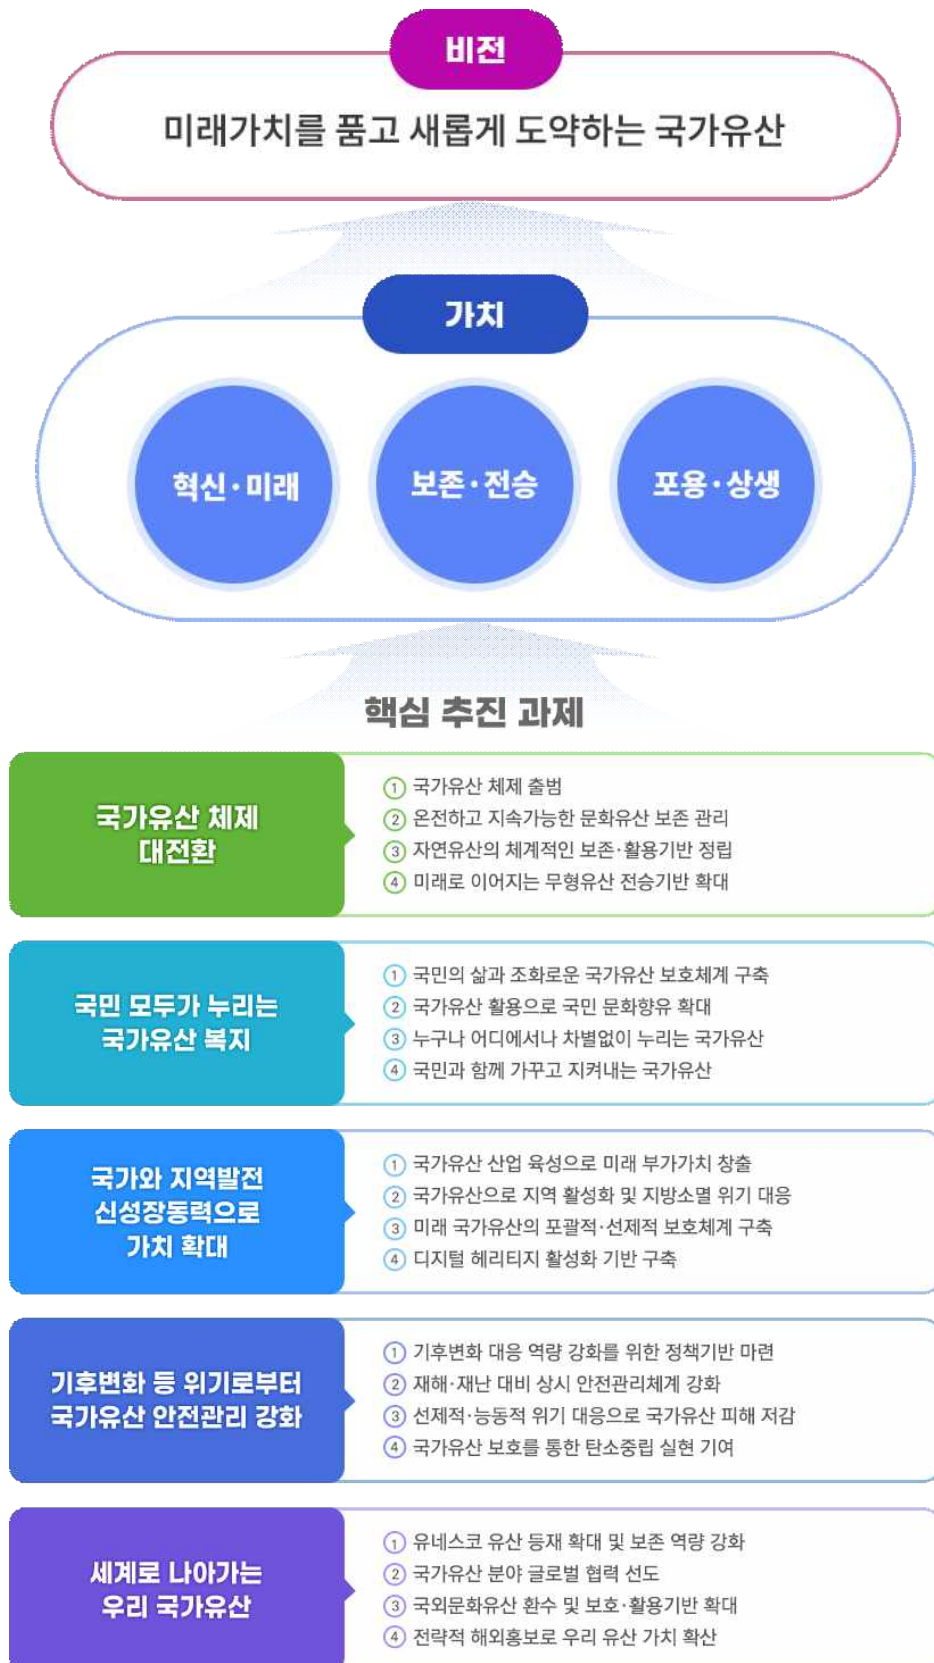 비전
미래가치를 품고 새롭게 도약하는 국가유산
가치
혁신·미래
보존·전승
포용·상생
핵심 추진 과제
국가유산 체제
대전환
① 국가유산 체제 출범
② 온전하고 지속가능한 문화유산 보존 관리
③ 자연유산의 체계적인 보존·활용기반 정립
④ 미래로 이어지는 무형유산 전승기반 확대
국민 모두가 누리는
국가유산 복지
① 국민의 삶과 조화로운 국가유산 보호체계 구축
② 국가유산 활용으로 국민 문화향유 확대
③ 누구나 어디에서나 차별없이 누리는 국가유산
④ 국민과 함께 가꾸고 지켜내는 국가유산
국가와 지역발전
신성장동력으로
가치 확대
① 국가유산 산업 육성으로 미래 부가가치 창출
② 국가유산으로 지역 활성화 및 지방소멸 위기 대응
③ 미래 국가유산의 포괄적·선제적 보호체계 구축
④ 디지털 헤리티지 활성화 기반 구축
기후변화 등 위기로부터
국가유산 안전관리 강화
① 기후변화 대응 역량 강화를 위한 정책기반 마련
② 재해·재난 대비 상시 안전관리체계 강화
③ 선제적·능동적 위기 대응으로 국가유산 피해 저감
④ 국가유산 보호를 통한 탄소중립 실현 기여
세계로 나아가는
우리 국가유산
① 유네스코 유산 등재 확대 및 보존 역량 강화
② 국가유산 분야 글로벌 협력 선도
③ 국외문화유산 환수 및 보호·활용기반 확대
④ 전략적 해외홍보로 우리 유산 가치 확산